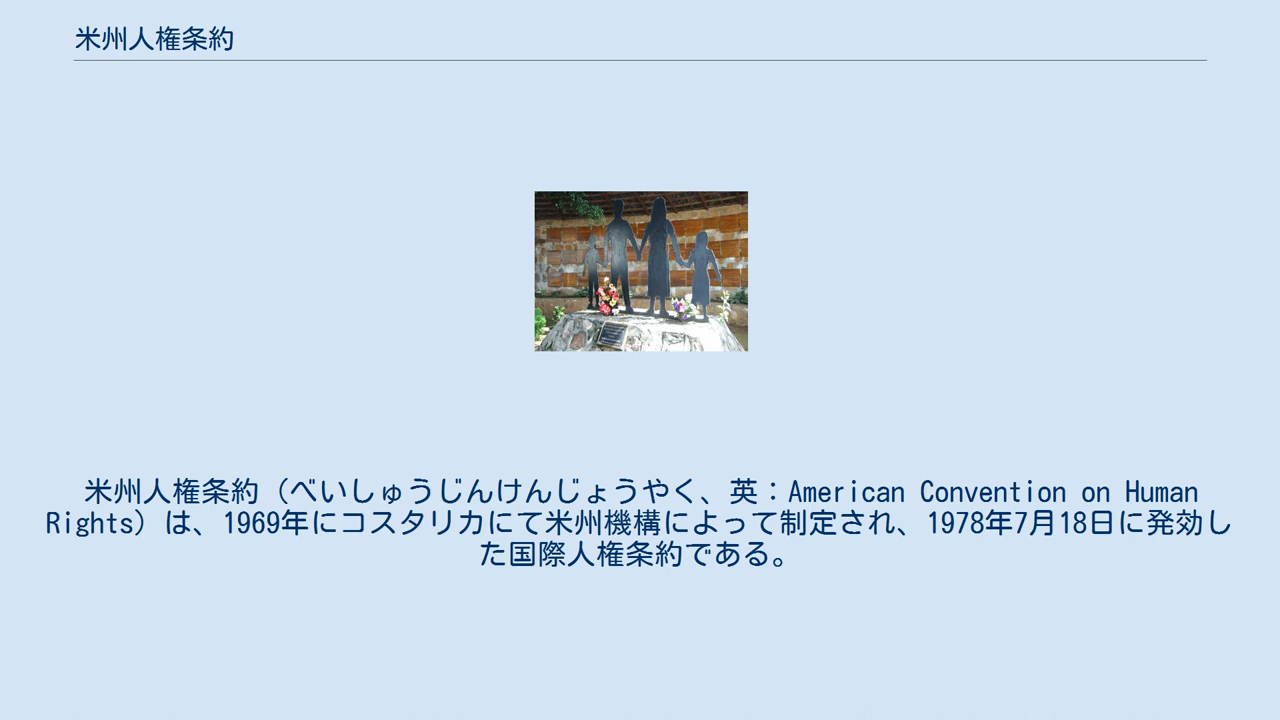 米州人権条約
米州人権条約（べいしゅうじんけんじょうやく、英：American Convention on Human
Rights）は、1969年にコスタリカにて米州機構によって制定され、1978年7月18日に発効し
た国際人権条約である。